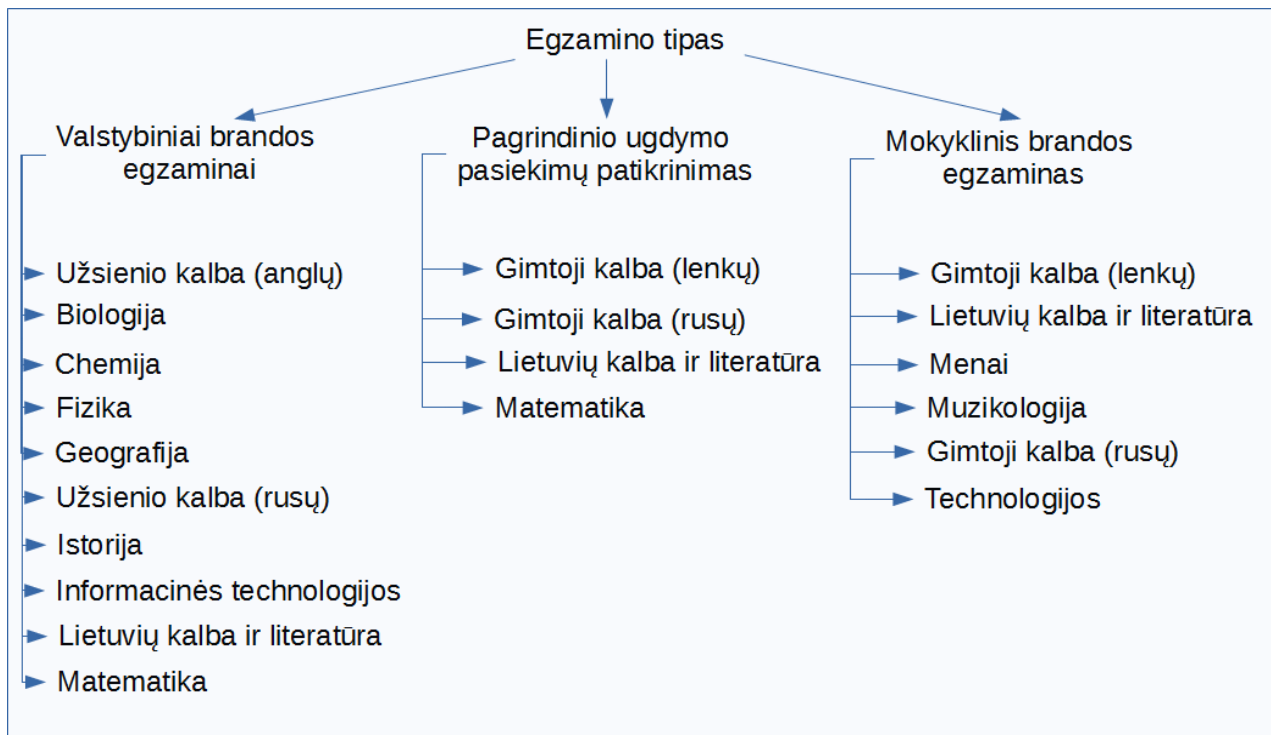 Egzamino tipas
Valstybiniai brandos
egzaminai
Užsienio kalba (anglų)
Biologija
Chemija
Fizika
Geografija
Užsienio kalba (rusų)
Istorija
Informacinės technologijos
Lietuvių kalba ir literatūra
Matematika
Pagrindinio ugdymo
pasiekimų patikrinimas
Gimtoji kalba (lenkų)
Gimtoji kalba (rusų)
Lietuvių kalba ir literatūra
Matematika
Mokyklinis brandos
egzaminas
Gimtoji kalba (lenkų)
Lietuvių kalba ir literatūra
Menai
Muzikologija
Gimtoji kalba (rusų)
Technologijos